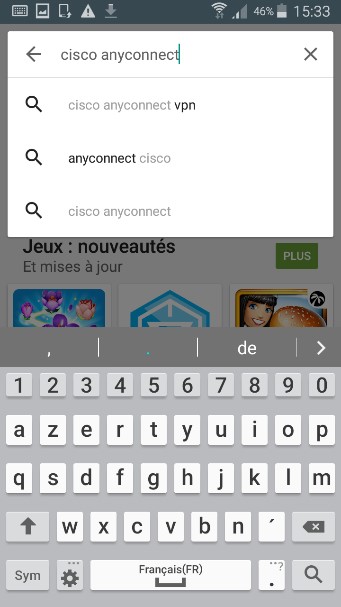 46% 15:33
cisco anyconnect
cisco anyconnect vpn
anyconnect cisco
cisco anyconnect
Jeux : nouveautés
Et mises à jour
PLUS
, . de
1 2 3 4 5 6 7 8 9 0
a z e r t y u i o p
q s d f g h j k l m
w x c v b n ´
Sym Français(FR) . ...?